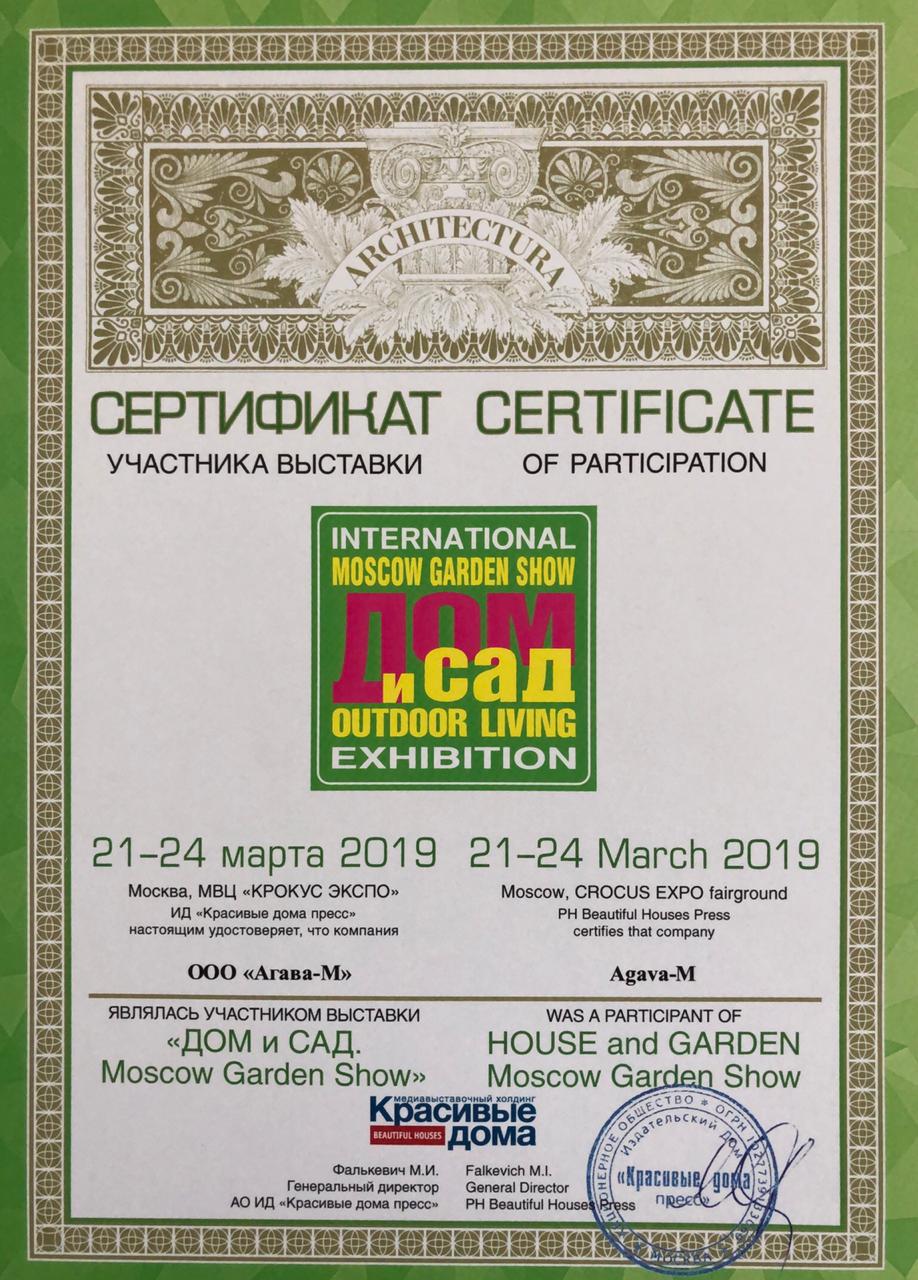 ARCHITECTURA
СЕРТИФИКАТ
УЧАСТНИКА ВЫСТАВКИ
CERTIFICATE
OF PARTICIPATION
INTERNATIONAL
MOSCOW GARDEN SHOW
ДОМ
и сад
OUTDOOR LIVING
EXHIBITION
21–24 марта 2019
Москва, МВЦ «КРОКУС ЭКСПО»
ИД «Красивые дома пресс»
настоящим удостоверяет, что компания
ООО «Агава-М»
21–24 March 2019
Moscow, CROCUS EXPO fairground
PH Beautiful Houses Press
certifies that company
Agava-M
ЯВЛЯЛАСЬ УЧАСТНИКОМ ВЫСТАВКИ
«ДОМ и САД.
Moscow Garden Show»
WAS A PARTICIPANT OF
HOUSE and GARDEN
Moscow Garden Show
медиавыставочный холдинг
Красивые
BEAUTIFUL HOUSES
дома
Фалькевич М.И.
Генеральный директор
АО ИД «Красивые дома пресс»
Falkevich M.I.
General Director
PH Beautiful Houses Press
ОБЩЕСТВО * ОГРН
Издательский Дом
«Красивые дома
пресс»
МОСКВА